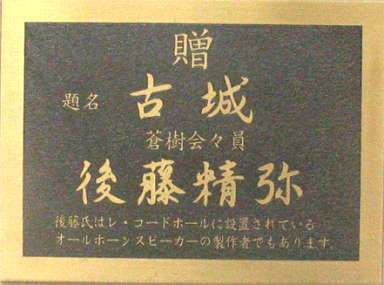 贈
題名 古城
蒼樹会々員
後藤精弥
後藤氏はレ・コードホールに設置されている
オールホーンスピーカーの製作者でもあります.